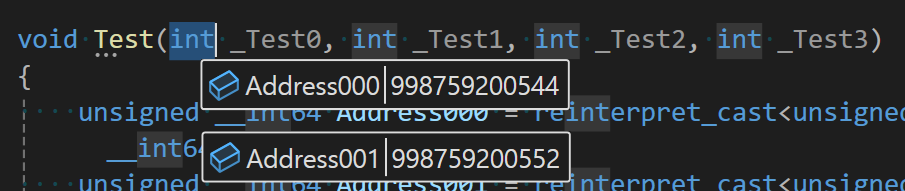 void Test(int _Test0, int _Test1, int _Test2, int _Test3)
{
Address000 998759200544
unsigned __int64 Address000 = reinterpret_cast<unsigned
__int64
Address001 998759200552
unsigned __int64 Address001 = reinterpret_cast<unsigned